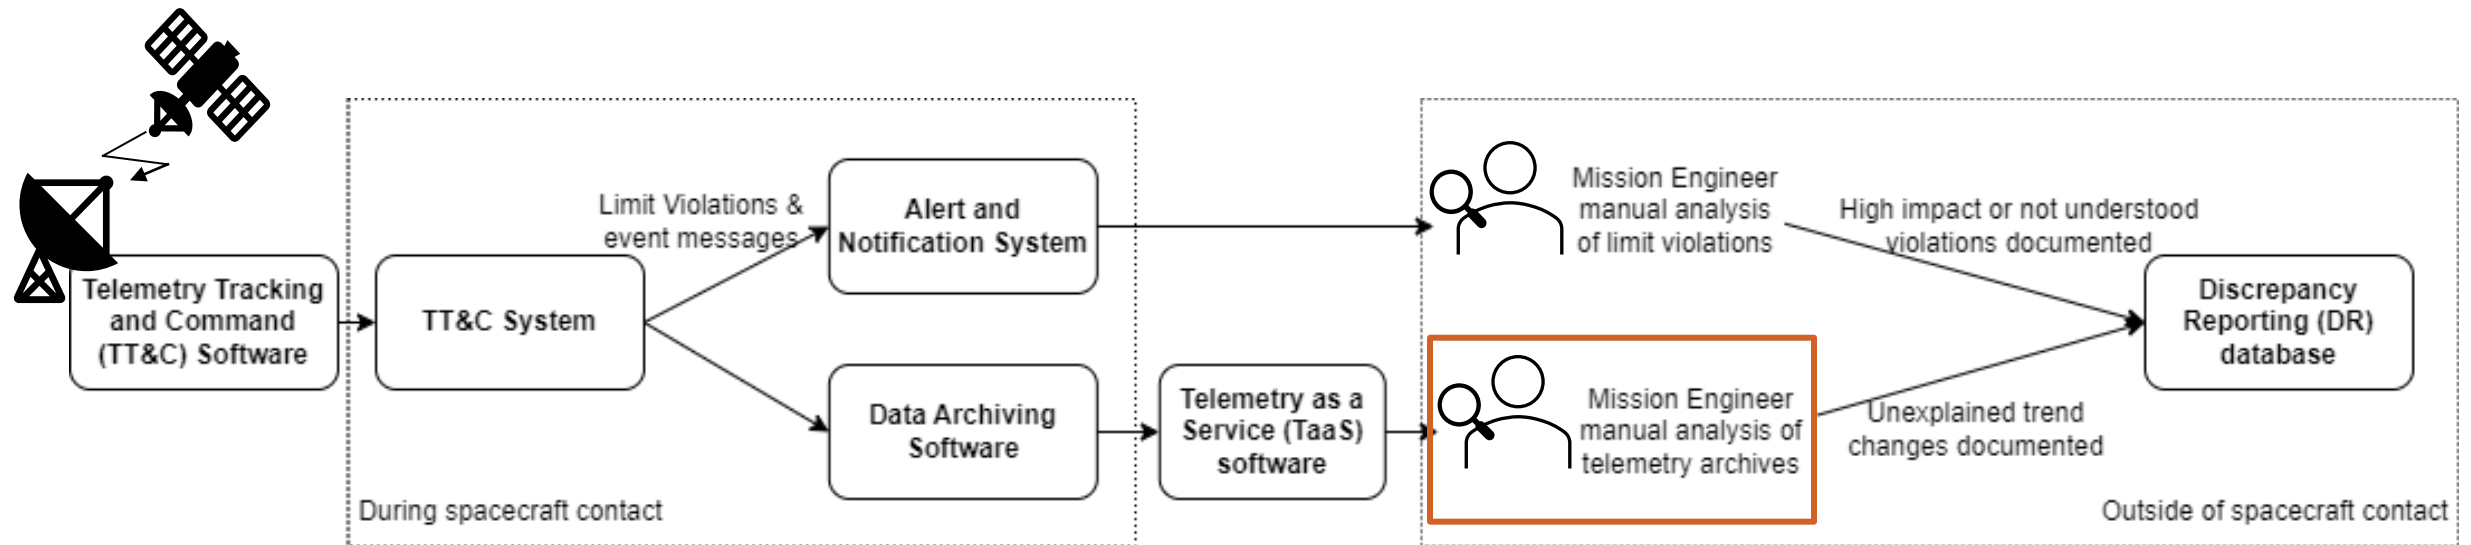 Telemetry Tracking
and Command
(TT&C) Software
TT&C System
Limit Violations &
event messages
Alert and
Notification System
Data Archiving
Software
During spacecraft contact
Telemetry as a
Service (TaaS)
software
Mission Engineer
manual analysis
of limit violations
Mission Engineer
manual analysis of
telemetry archives
High impact or not understood
violations documented
Unexplained trend
changes documented
Discrepancy
Reporting (DR)
database
Outside of spacecraft contact